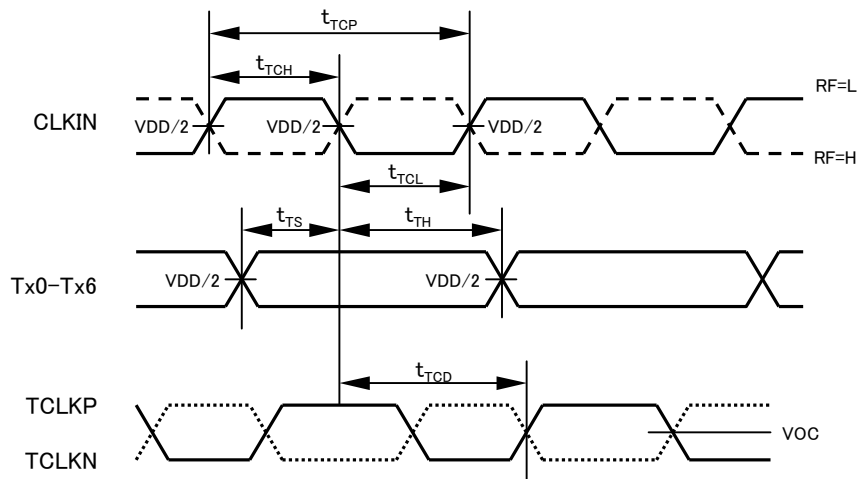 tTCP
tTCH
RF=L
CLKIN
VDD/2
VDD/2
VDD/2
RF=H
tTCL
tTS
tTH
Tx0-Tx6
VDD/2
VDD/2
tTCD
TCLKP
VOC
TCLKN